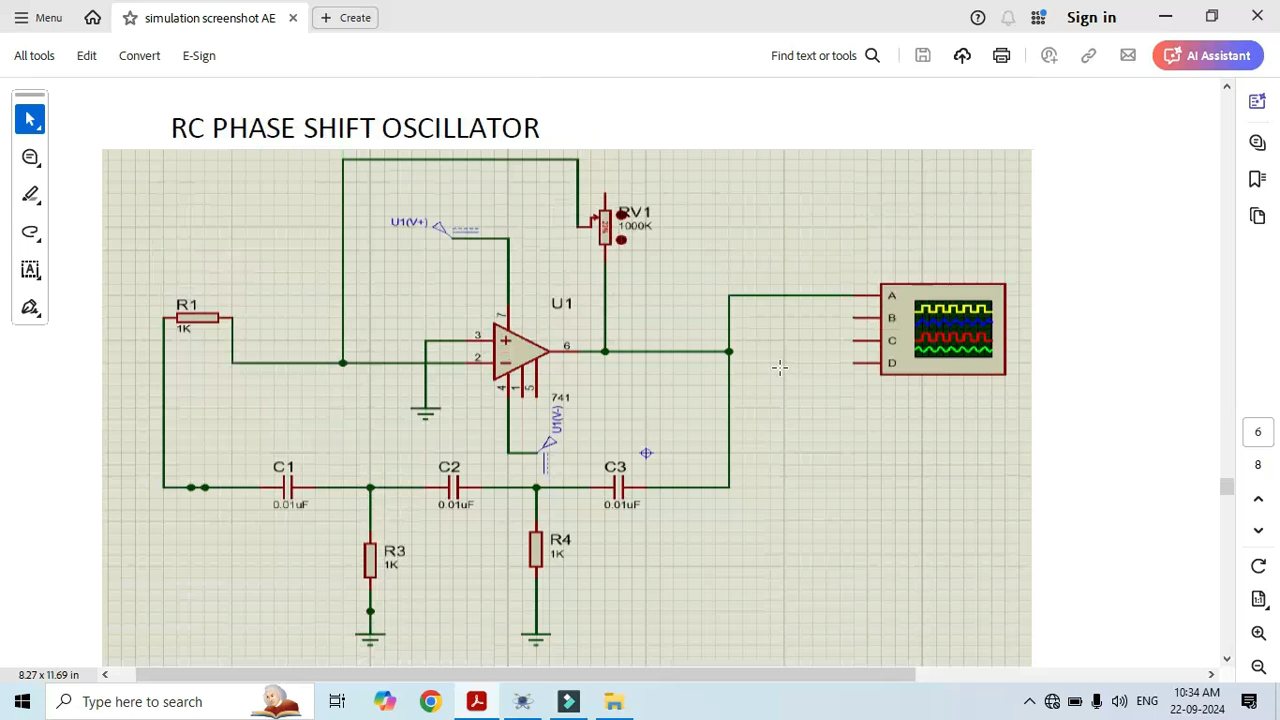 Menu
simulation screenshot AE
Create
Sign in
All tools Edit Convert E-Sign
Find text or tools
AI Assistant
RC PHASE SHIFT OSCILLATOR
U1(V+)
RV1
1000K
R1
1K
U1
7
3
2
6
4
1
5
741
U1(V-)
A
B
C
D
C1
0.01uF
C2
0.01uF
C3
0.01uF
R3
1K
R4
1K
6
8
8.27 x 11.69 in
Type here to search
ENG
10:34 AM
22-09-2024